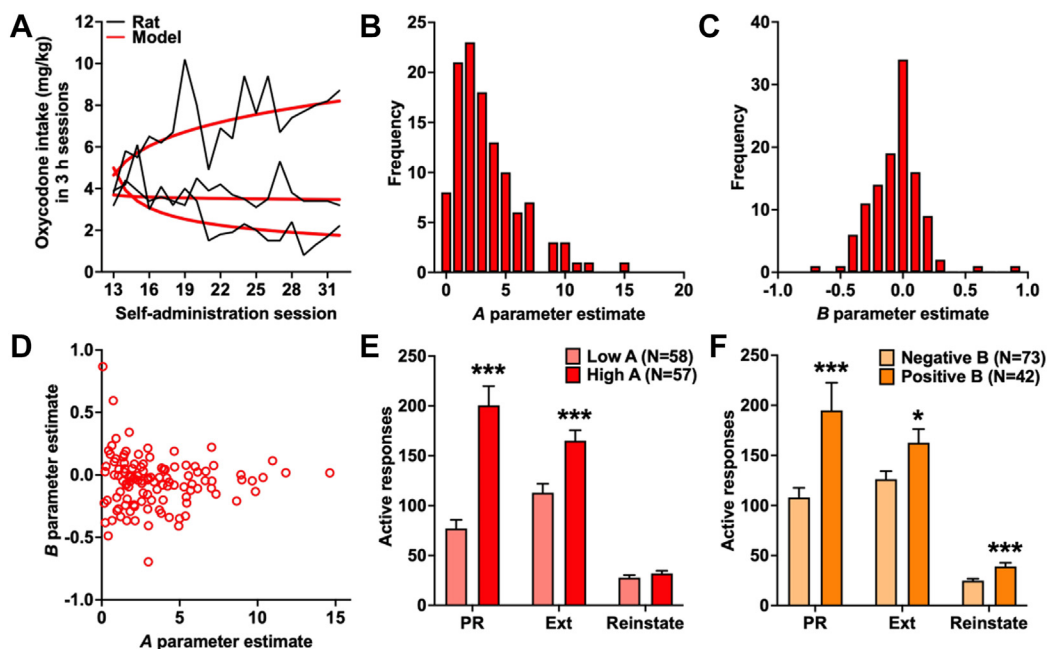 A
Oxycodone intake (mg/kg)
in 3 h sessions
12
10
8
6
4
2
0
Rat
Model
13 16 19 22 25 28 31
Self-administration session
B
Frequency
25
20
15
10
5
0
0 5 10 15 20
A parameter estimate
C
Frequency
40
30
20
10
0
-1.0 -0.5 0.0 0.5 1.0
B parameter estimate
D
B parameter estimate
1.0
0.5
0.0
-0.5
-1.0
0 5 10 15
A parameter estimate
E
Active responses
250
200
150
100
50
0
Low A (N=58)
High A (N=57)
***
***
PR Ext Reinstate
F
Active responses
250
200
150
100
50
0
Negative B (N=73)
Positive B (N=42)
***
*
***
PR Ext Reinstate